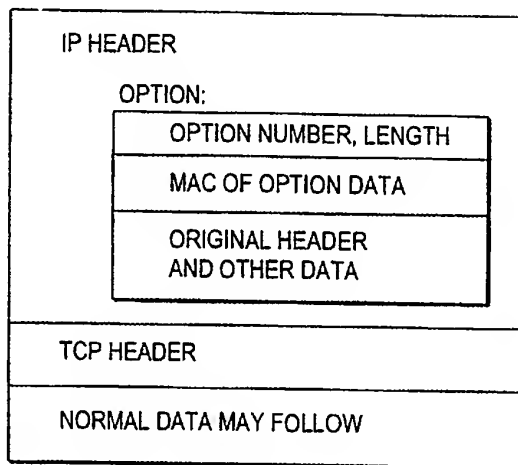 IP HEADER
OPTION:
OPTION NUMBER, LENGTH
MAC OF OPTION DATA
ORIGINAL HEADER
AND OTHER DATA
TCP HEADER
NORMAL DATA MAY FOLLOW